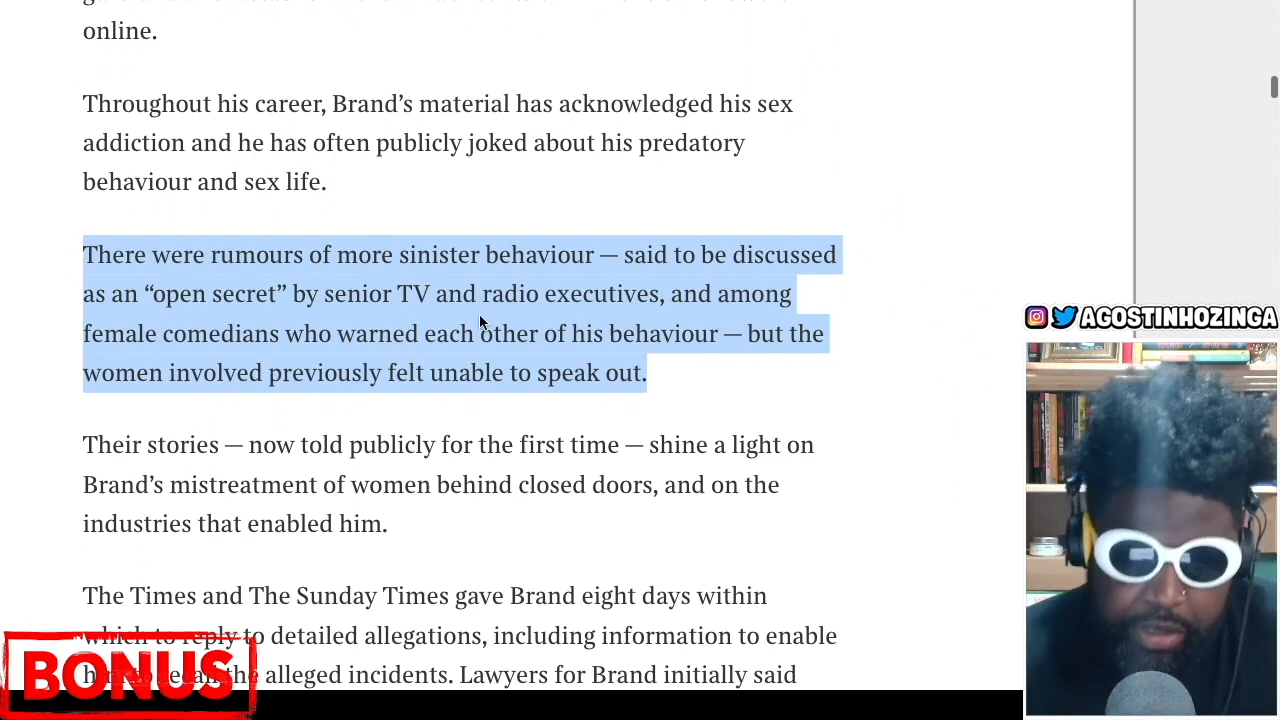 online.
Throughout his career, Brand’s material has acknowledged his sex
addiction and he has often publicly joked about his predatory
behaviour and sex life.
There were rumours of more sinister behaviour — said to be discussed
as an “open secret” by senior TV and radio executives, and among
female comedians who warned each other of his behaviour — but the
women involved previously felt unable to speak out.
Their stories — now told publicly for the first time — shine a light on
Brand’s mistreatment of women behind closed doors, and on the
industries that enabled him.
The Times and The Sunday Times gave Brand eight days within
which to reply to detailed allegations, including information to enable
him to recall the alleged incidents. Lawyers for Brand initially said
AGOSTINHOZINGA
BONUS